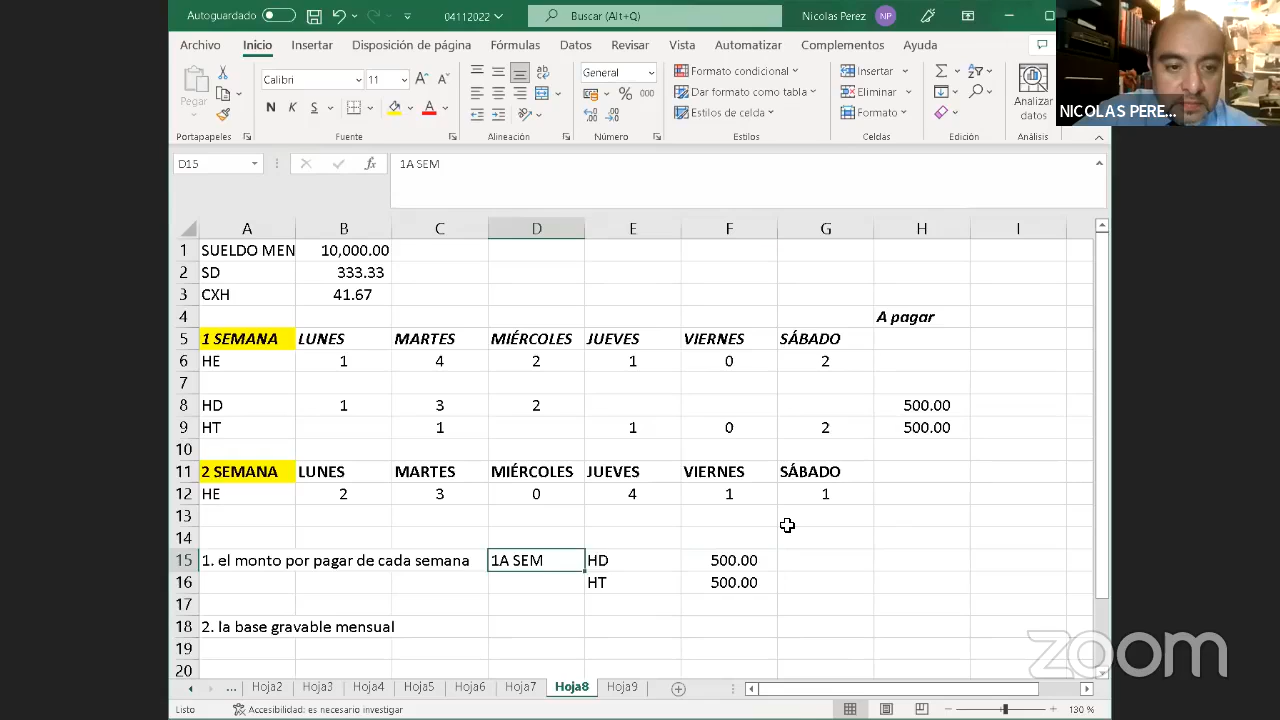 Autoguardado
04112022
Buscar (Alt+Q)
Nicolas Perez
NP
Archivo Inicio Insertar Disposición de página Fórmulas Datos Revisar Vista Automatizar Complementos Ayuda
Pegar
Calibri 11
N K S
General
% 000
Formato condicional
Dar formato como tabla
Estilos de celda
Insertar
Eliminar
Formato
Analizar
datos
Portapapeles Fuente Alineación Número Estilos Celdas Edición Análisis
NICOLAS PERE...
D15 fx 1A SEM
A B C D E F G H I
1 SUELDO MEN 10,000.00
2 SD 333.33
3 CXH 41.67
4 A pagar
5 1 SEMANA LUNES MARTES MIÉRCOLES JUEVES VIERNES SÁBADO
6 HE 1 4 2 1 0 2
7
8 HD 1 3 2 500.00
9 HT 1 1 0 2 500.00
10
11 2 SEMANA LUNES MARTES MIÉRCOLES JUEVES VIERNES SÁBADO
12 HE 2 3 0 4 1 1
13
14
15 1. el monto por pagar de cada semana 1A SEM HD 500.00
16 HT 500.00
17
18 2. la base gravable mensual
19
20
zoom
... Hoja2 Hoja3 Hoja4 Hoja5 Hoja6 Hoja7 Hoja8 Hoja9
Listo Accesibilidad: es necesario investigar 130 %